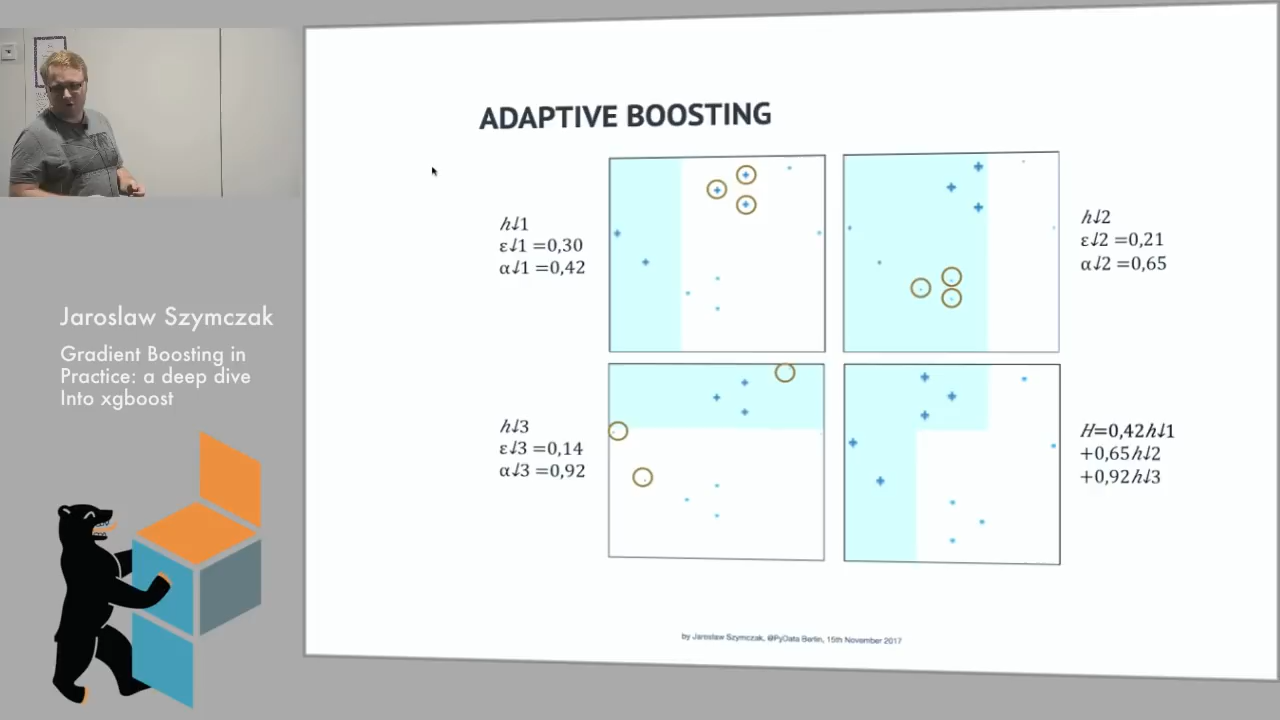 ADAPTIVE BOOSTING
h↓1
ε↓1 =0,30
α↓1 =0,42
h↓2
ε↓2 =0,21
α↓2 =0,65
h↓3
ε↓3 =0,14
α↓3 =0,92
H=0,42h↓1
+0,65h↓2
+0,92h↓3
by Jaroslaw Szymczak, @PyData Berlin, 15th November 2017
Jaroslaw Szymczak
Gradient Boosting in
Practice: a deep dive
Into xgboost